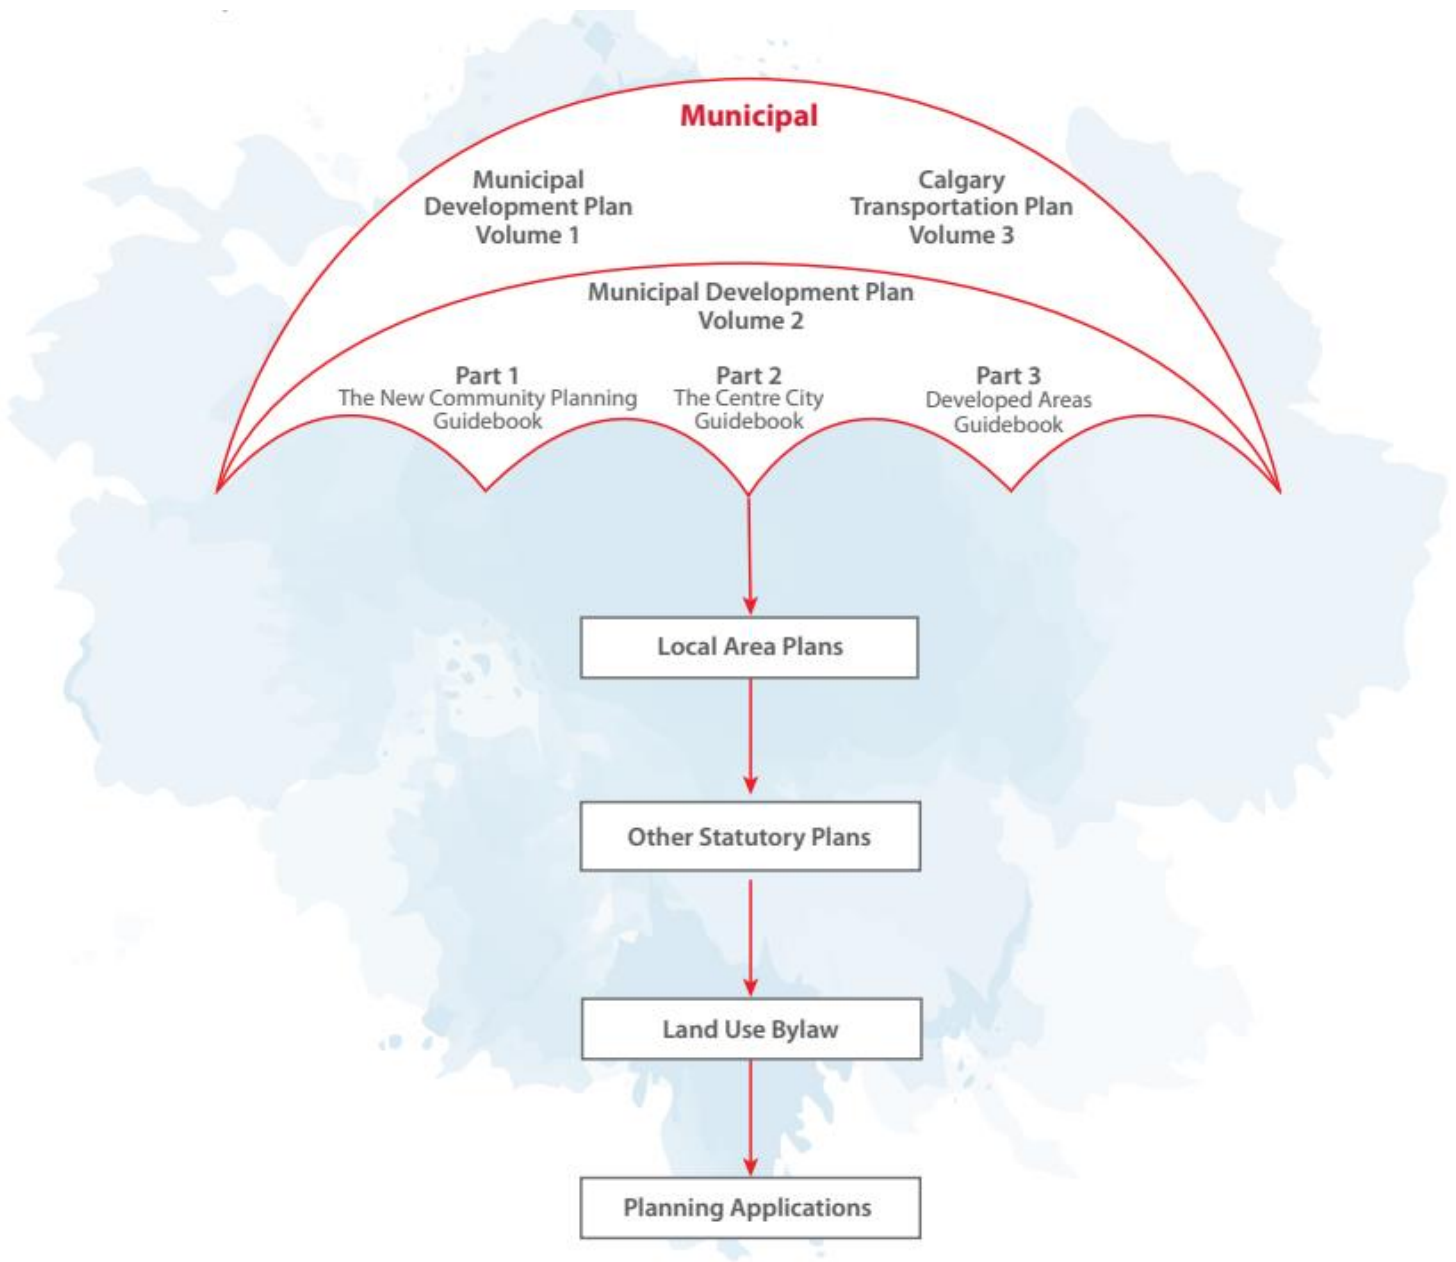 Municipal
Municipal
Development Plan
Volume 1
Calgary
Transportation Plan
Volume 3
Municipal Development Plan
Volume 2
Part 1
The New Community Planning
Guidebook
Part 2
The Centre City
Guidebook
Part 3
Developed Areas
Guidebook
Local Area Plans
Other Statutory Plans
Land Use Bylaw
Planning Applications